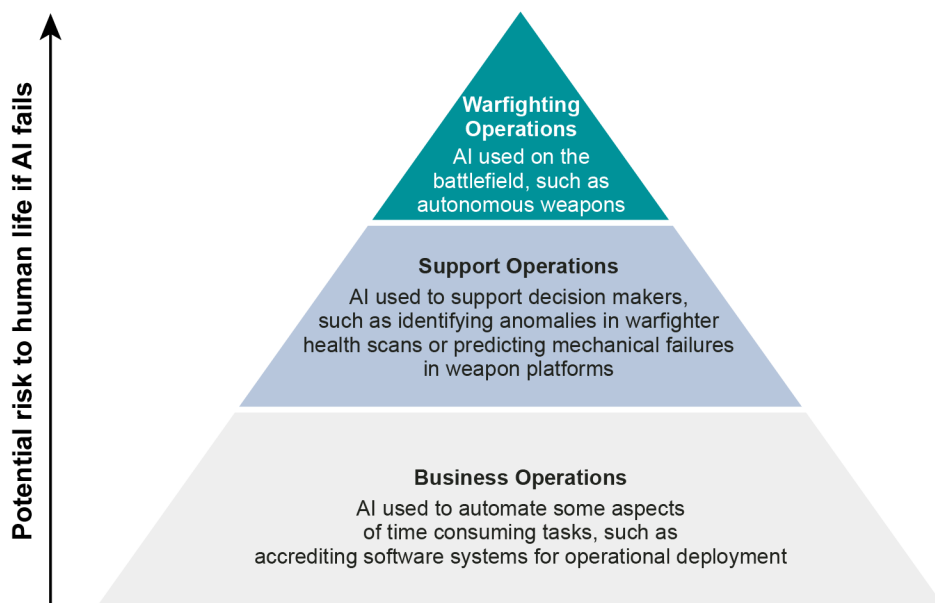 Potential risk to human life if AI fails
Warfighting
Operations
AI used on the
battlefield, such as
autonomous weapons
Support Operations
AI used to support decision makers,
such as identifying anomalies in warfighter
health scans or predicting mechanical failures
in weapon platforms
Business Operations
AI used to automate some aspects
of time consuming tasks, such as
accrediting software systems for operational deployment